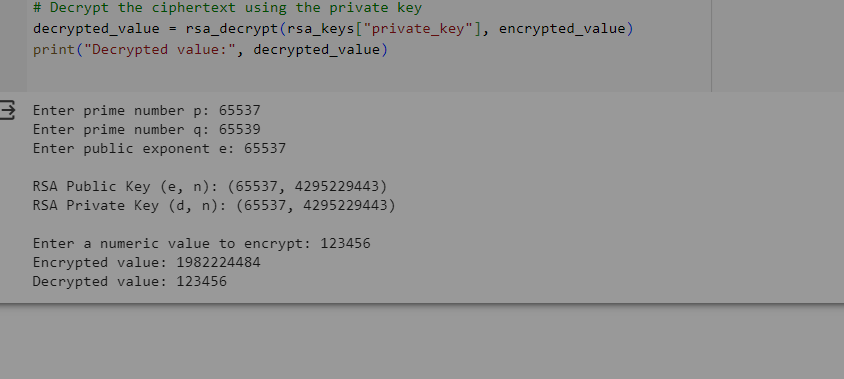 # Decrypt the ciphertext using the private key
decrypted_value = rsa_decrypt(rsa_keys["private_key"], encrypted_value)
print("Decrypted value:", decrypted_value)
Enter prime number p: 65537
Enter prime number q: 65539
Enter public exponent e: 65537
RSA Public Key (e, n): (65537, 4295229443)
RSA Private Key (d, n): (65537, 4295229443)
Enter a numeric value to encrypt: 123456
Encrypted value: 1982224484
Decrypted value: 123456